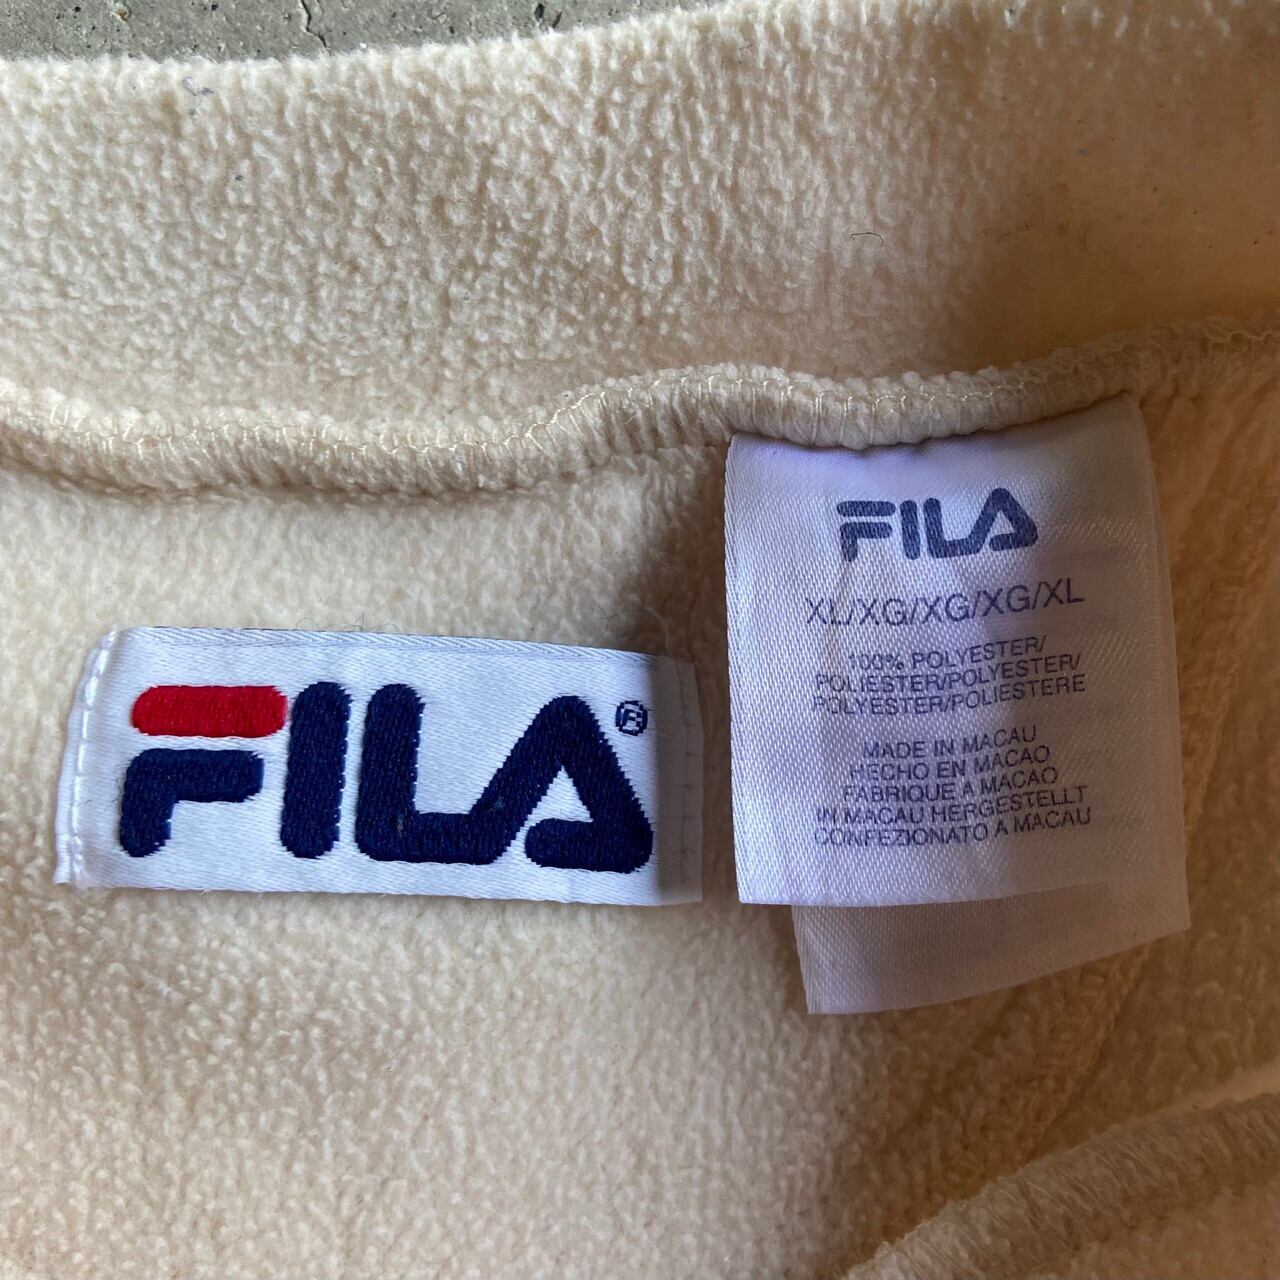 FILA®
FILA
XL/XG/XG/XG/XL
100% POLYESTER/
POLIESTER/POLYESTER/
POLYESTER/POLIESTERE
MADE IN MACAU
HECHO EN MACAO
FABRIQUE A MACAO
IN MACAU HERGESTELLT
CONFEZIONATO A MACAU